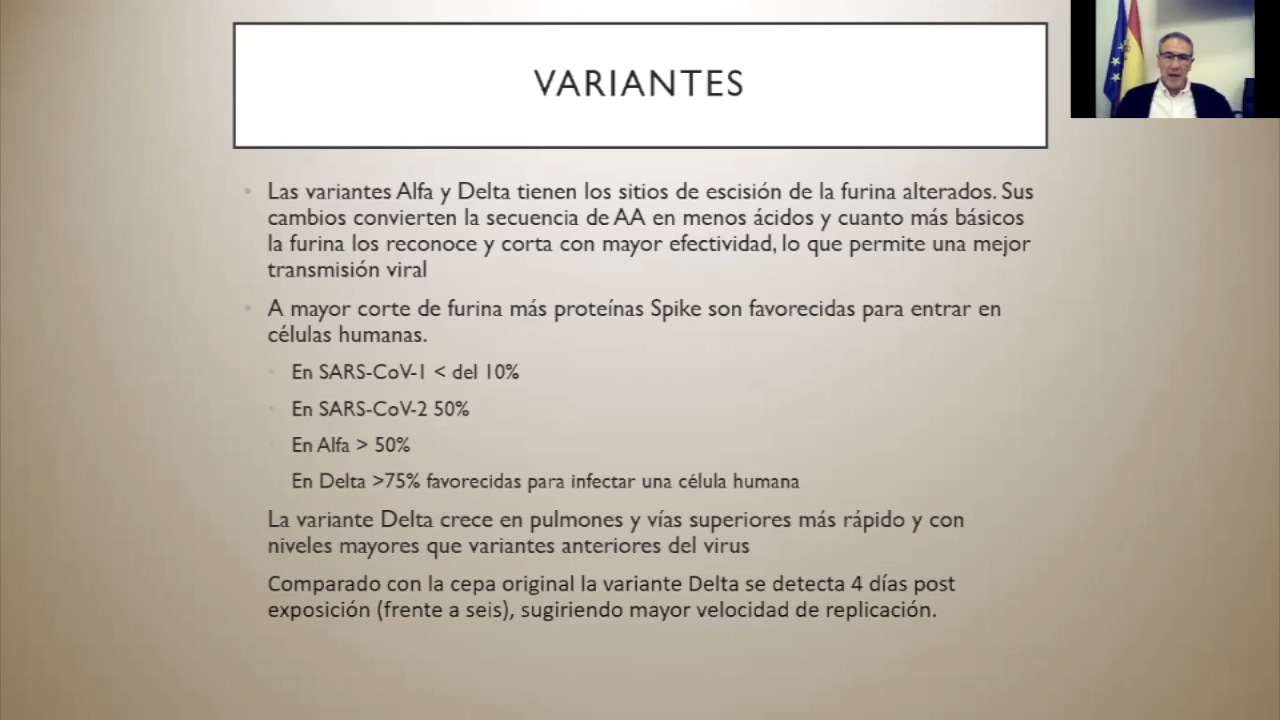 VARIANTES
Las variantes Alfa y Delta tienen los sitios de escisión de la furina alterados. Sus
cambios convierten la secuencia de AA en menos ácidos y cuanto más básicos
la furina los reconoce y corta con mayor efectividad, lo que permite una mejor
transmisión viral
A mayor corte de furina más proteínas Spike son favorecidas para entrar en
células humanas.
En SARS-CoV-1 < del 10%
En SARS-CoV-2 50%
En Alfa > 50%
En Delta >75% favorecidas para infectar una célula humana
La variante Delta crece en pulmones y vías superiores más rápido y con
niveles mayores que variantes anteriores del virus
Comparado con la cepa original la variante Delta se detecta 4 días post
exposición (frente a seis), sugiriendo mayor velocidad de replicación.